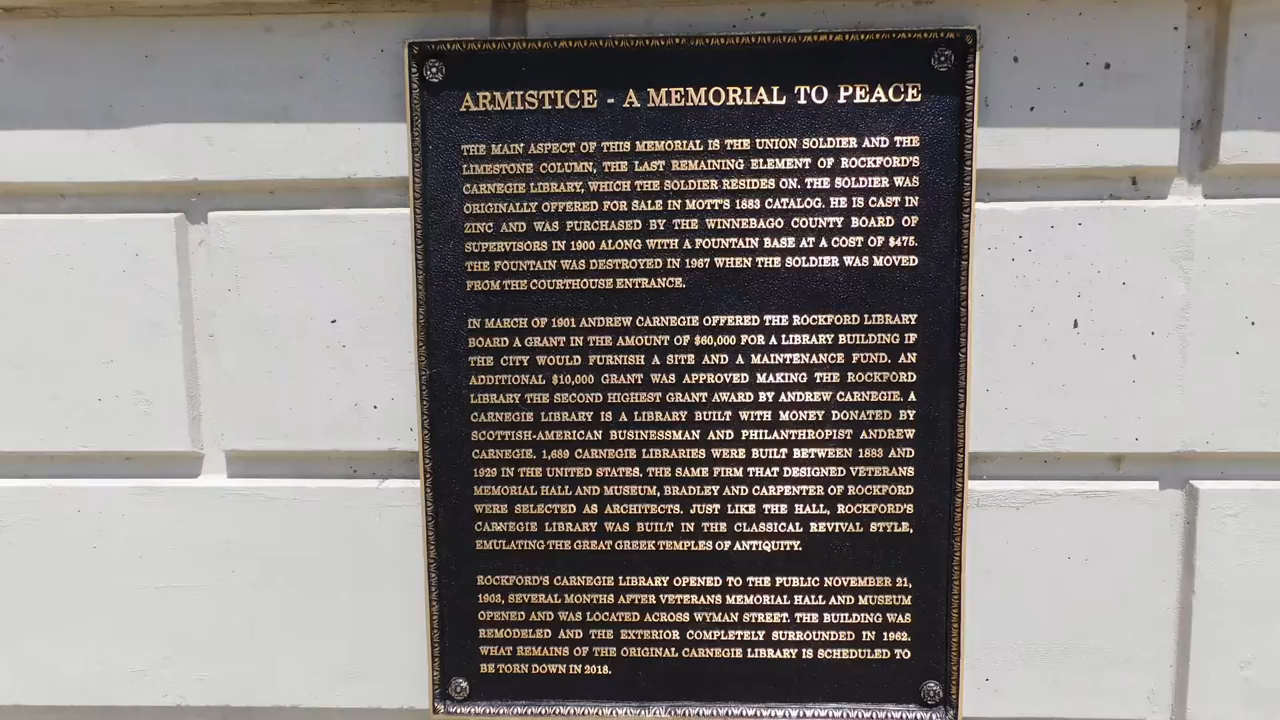 ARMISTICE - A MEMORIAL TO PEACE
THE MAIN ASPECT OF THIS MEMORIAL IS THE UNION SOLDIER AND THE
LIMESTONE COLUMN, THE LAST REMAINING ELEMENT OF ROCKFORD'S
CARNEGIE LIBRARY, WHICH THE SOLDIER RESIDES ON. THE SOLDIER WAS
ORIGINALLY OFFERED FOR SALE IN MOTT'S 1883 CATALOG. HE IS CAST IN
ZINC AND WAS PURCHASED BY THE WINNEBAGO COUNTY BOARD OF
SUPERVISORS IN 1900 ALONG WITH A FOUNTAIN BASE AT A COST OF $475.
THE FOUNTAIN WAS DESTROYED IN 1967 WHEN THE SOLDIER WAS MOVED
FROM THE COURTHOUSE ENTRANCE.
IN MARCH OF 1901 ANDREW CARNEGIE OFFERED THE ROCKFORD LIBRARY
BOARD A GRANT IN THE AMOUNT OF $60,000 FOR A LIBRARY BUILDING IF
THE CITY WOULD FURNISH A SITE AND A MAINTENANCE FUND. AN
ADDITIONAL $10,000 GRANT WAS APPROVED MAKING THE ROCKFORD
LIBRARY THE SECOND HIGHEST GRANT AWARD BY ANDREW CARNEGIE. A
CARNEGIE LIBRARY IS A LIBRARY BUILT WITH MONEY DONATED BY
SCOTTISH-AMERICAN BUSINESSMAN AND PHILANTHROPIST ANDREW
CARNEGIE. 1,689 CARNEGIE LIBRARIES WERE BUILT BETWEEN 1883 AND
1929 IN THE UNITED STATES. THE SAME FIRM THAT DESIGNED VETERANS
MEMORIAL HALL AND MUSEUM, BRADLEY AND CARPENTER OF ROCKFORD
WERE SELECTED AS ARCHITECTS. JUST LIKE THE HALL, ROCKFORD'S
CARNEGIE LIBRARY WAS BUILT IN THE CLASSICAL REVIVAL STYLE,
EMULATING THE GREAT GREEK TEMPLES OF ANTIQUITY.
ROCKFORD'S CARNEGIE LIBRARY OPENED TO THE PUBLIC NOVEMBER 21,
1903, SEVERAL MONTHS AFTER VETERANS MEMORIAL HALL AND MUSEUM
OPENED AND WAS LOCATED ACROSS WYMAN STREET. THE BUILDING WAS
REMODELED AND THE EXTERIOR COMPLETELY SURROUNDED IN 1962.
WHAT REMAINS OF THE ORIGINAL CARNEGIE LIBRARY IS SCHEDULED TO
BE TORN DOWN IN 2018.